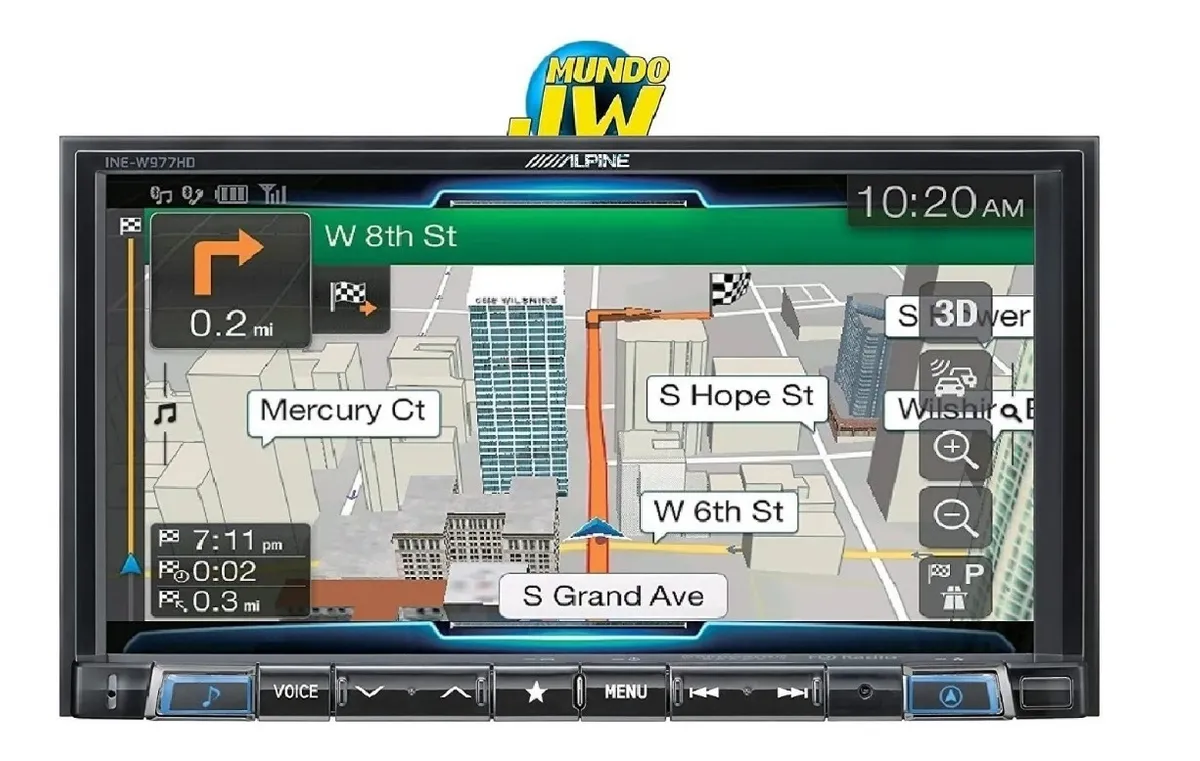 MUNDO
JW
INE-W977HD
ALPINE
10:20 AM
W 8th St
0.2 mi
ONE WILSHIRE
3D
Mercury Ct
S Hope St
W 6th St
7:11 pm
0:02
0.3 mi
P
S Grand Ave
VOICE
MENU